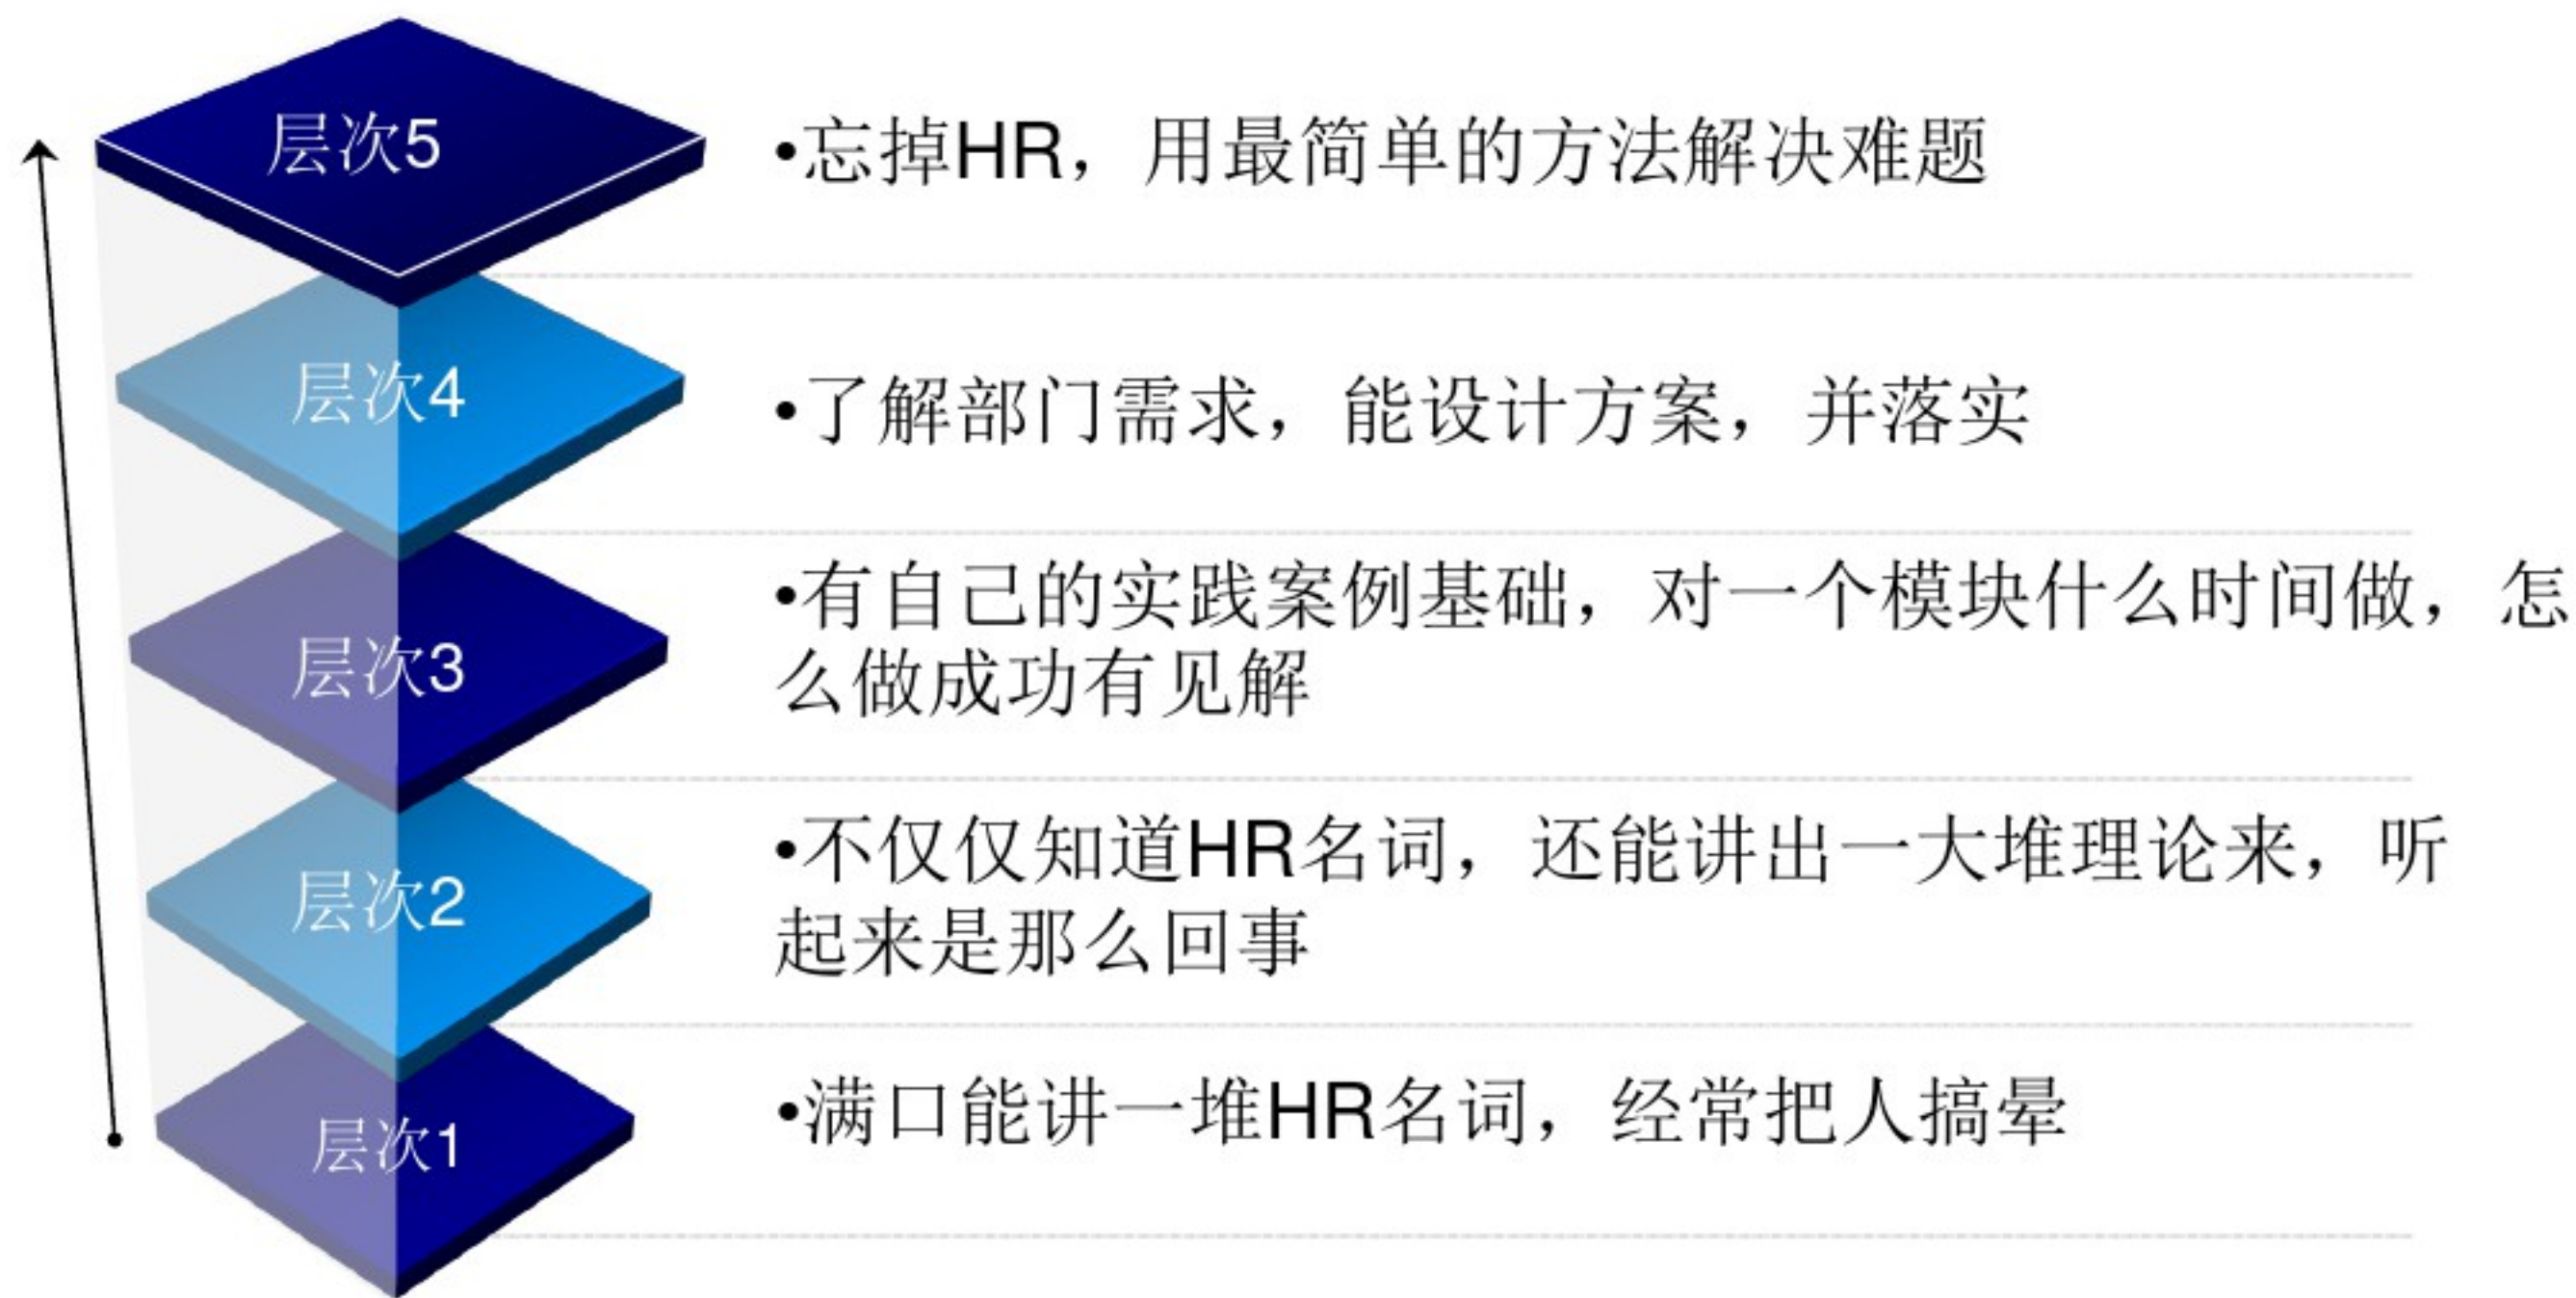 层次5
•忘掉HR，用最简单的方法解决难题
层次4
•了解部门需求，能设计方案，并落实
层次3
•有自己的实践案例基础，对一个模块什么时间做，怎
么做成功有见解
层次2
•不仅仅知道HR名词，还能讲出一大堆理论来，听
起来是那么回事
层次1
•满口能讲一堆HR名词，经常把人搞晕